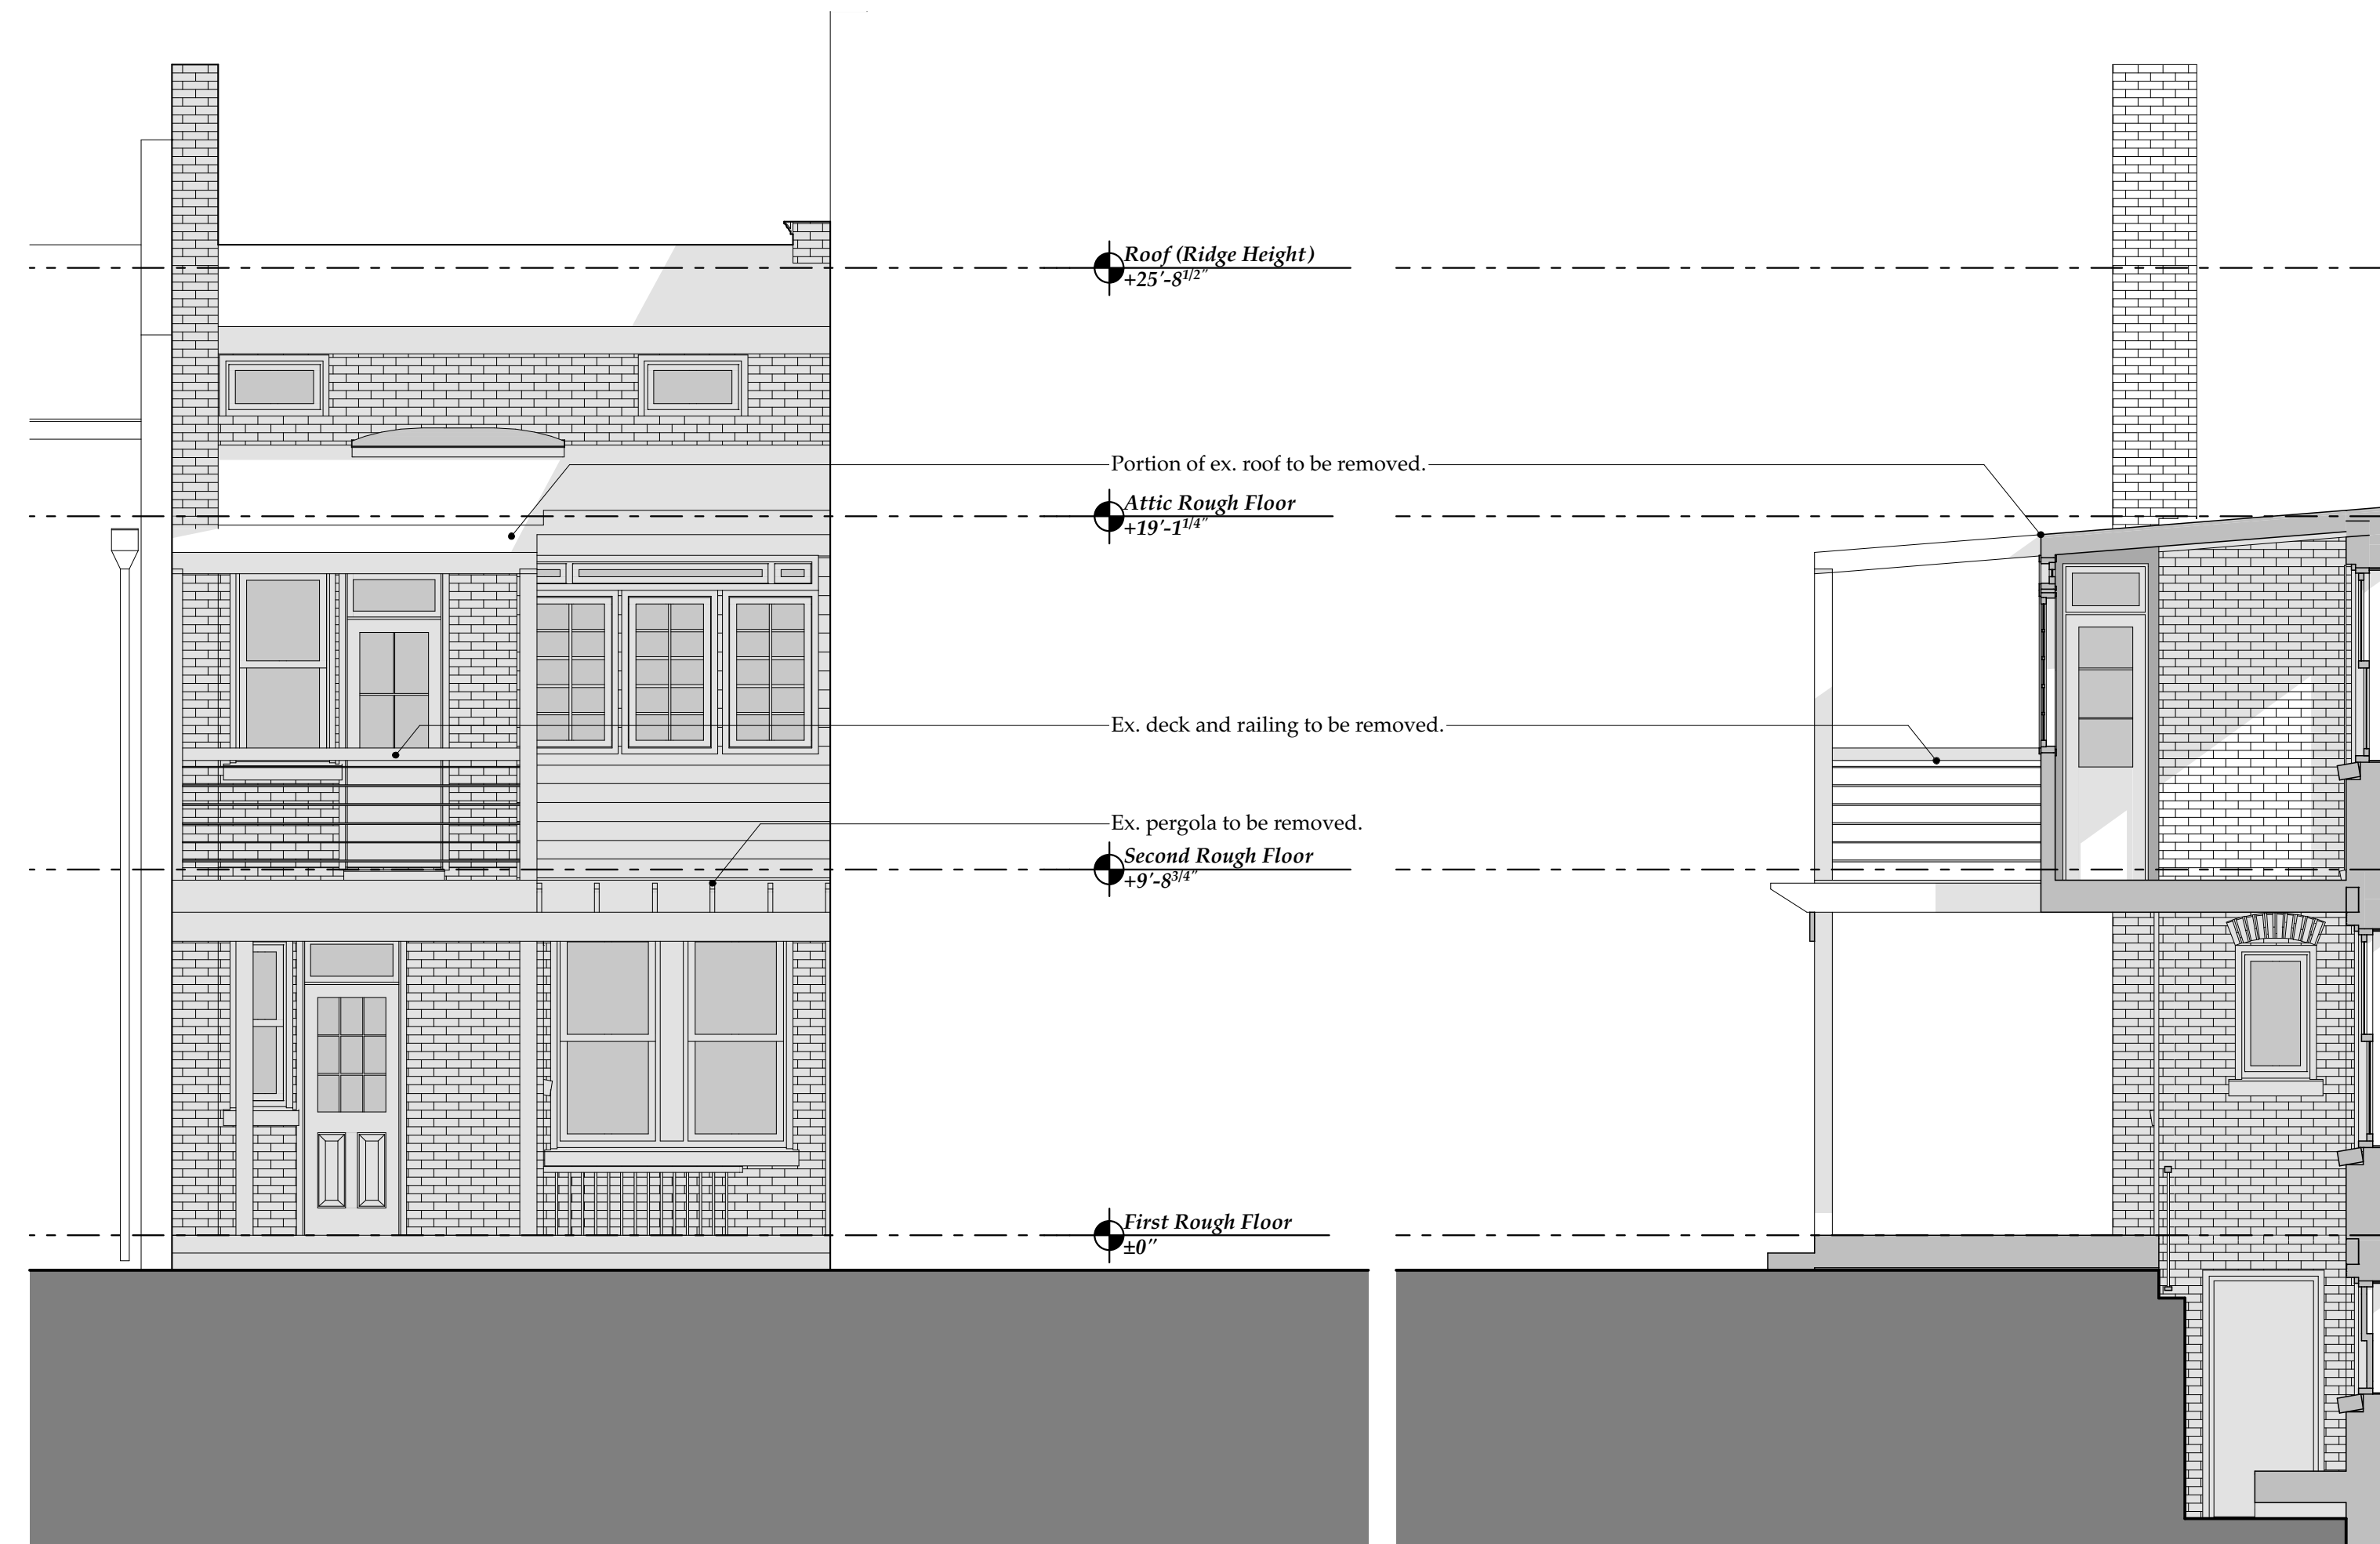 Roof (Ridge Height)
+25'-8 1/2"
Portion of ex. roof to be removed.
Attic Rough Floor
+19'-1 1/4"
Ex. deck and railing to be removed.
Ex. pergola to be removed.
Second Rough Floor
+9'-8 3/4"
First Rough Floor
±0"